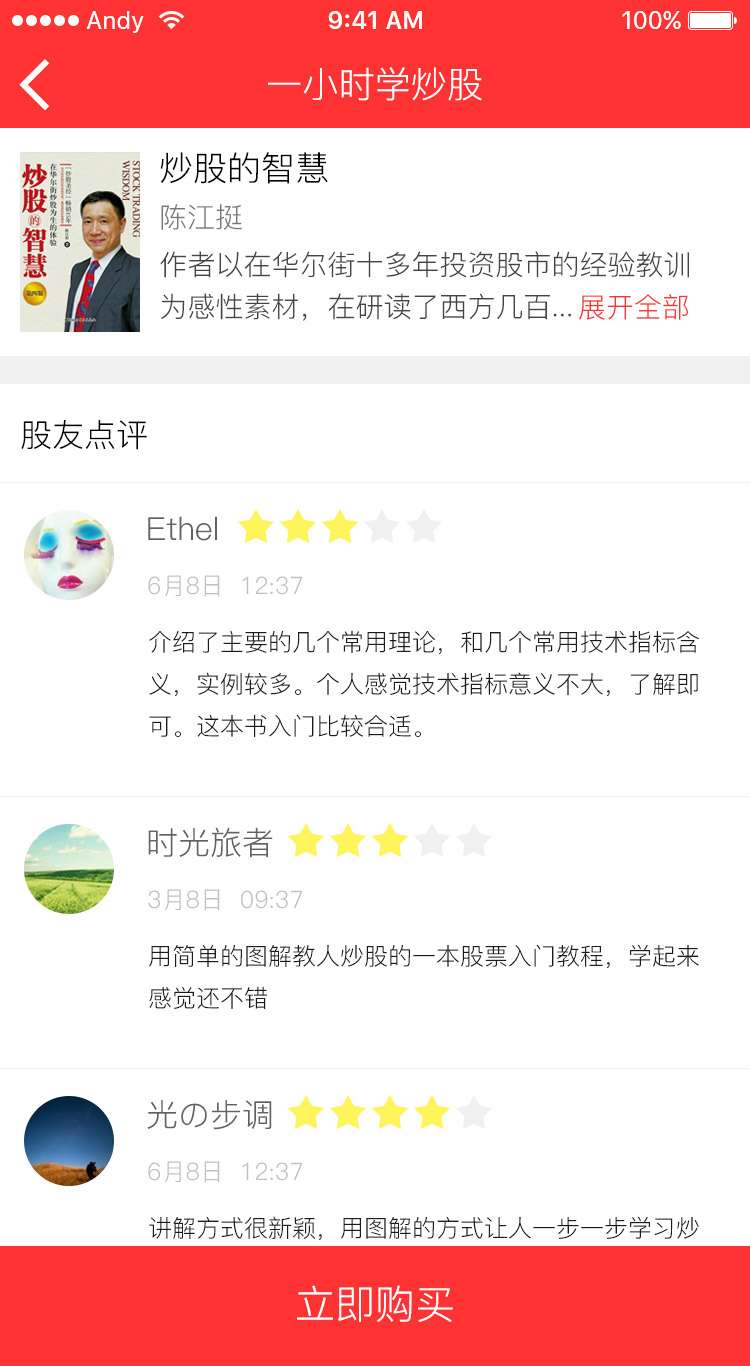 Andy 9:41 AM 100%
一小时学炒股
炒股的智慧
陈江挺
作者以在华尔街十多年投资股市的经验教训
为感性素材，在研读了西方几百... 展开全部
STOCK TRADING
WISDOM
在华尔街炒股为生的体验
炒股的智慧
第四版
股友点评
Ethel
6月8日 12:37
介绍了主要的几个常用理论，和几个常用技术指标含
义，实例较多。个人感觉技术指标意义不大，了解即
可。这本书入门比较合适。
时光旅者
3月8日 09:37
用简单的图解教人炒股的一本股票入门教程，学起来
感觉还不错
光の步调
6月8日 12:37
讲解方式很新颖，用图解的方式让人一步一步学习炒
立即购买